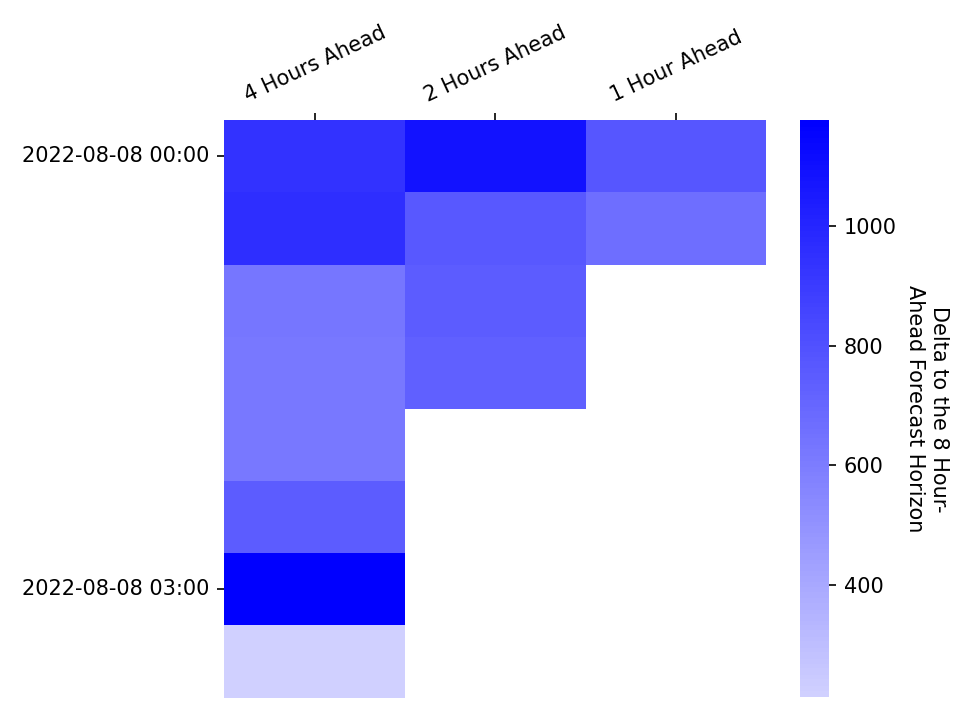 4 Hours Ahead
2 Hours Ahead
1 Hour Ahead
2022-08-08 00:00
2022-08-08 03:00
1000
800
600
400
Delta to the 8 Hour-
Ahead Forecast Horizon